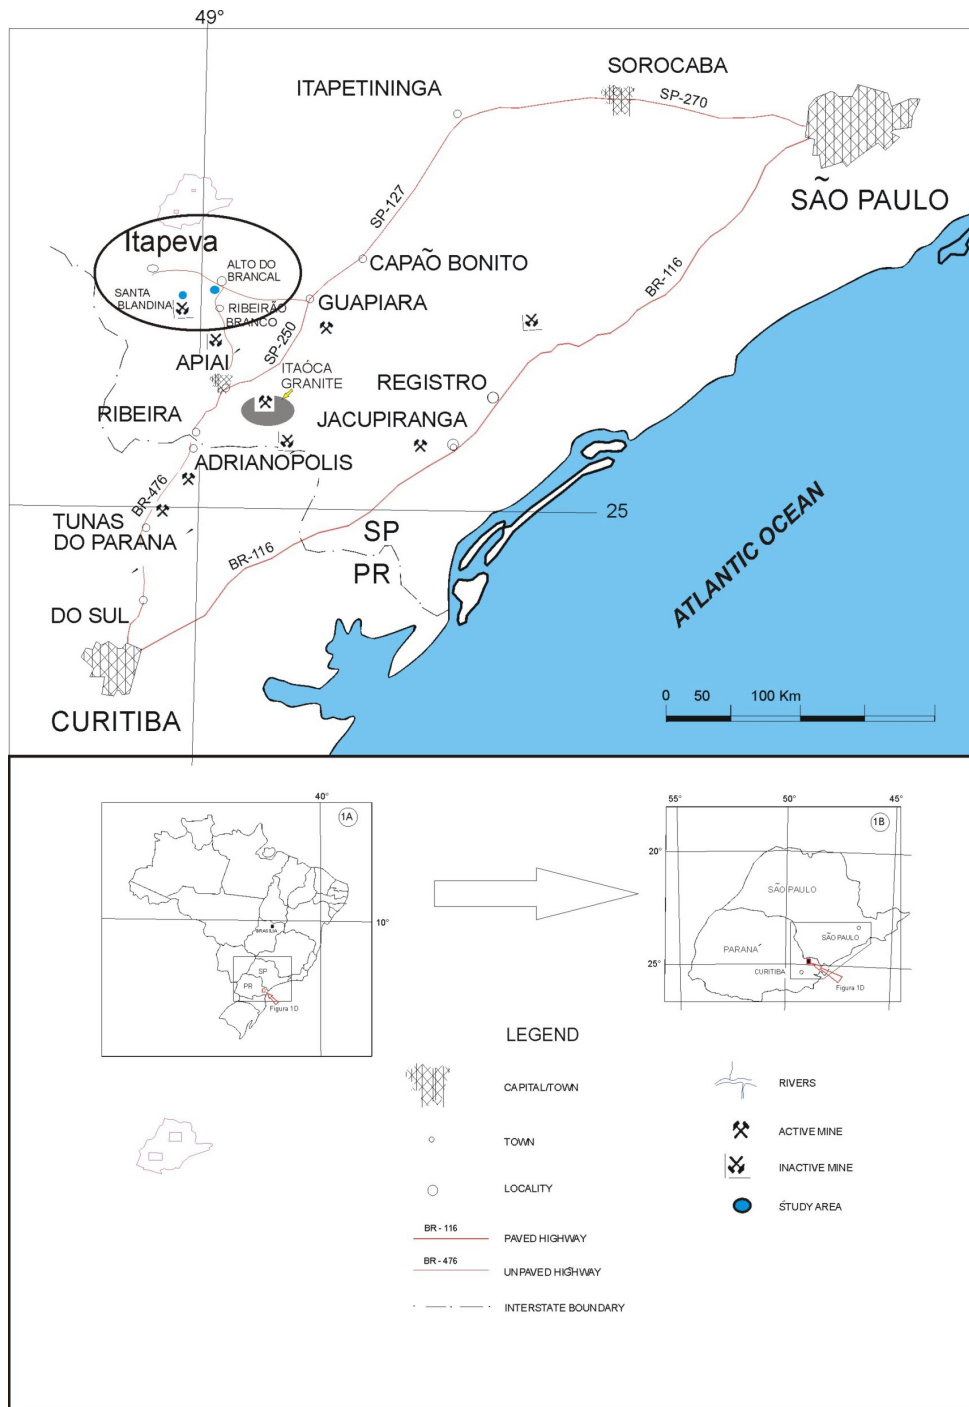 49°
SOROCABA
ITAPETININGA
SP-270
SÃO PAULO
SP-127
Itapeva
ALTO DO
BRANCAL
CAPÃO BONITO
BR-116
SANTA
BLANDINA
RIBEIRÃO
BRANCO
GUAPIARA
SP-250
APIAÍ
ITAÓCA
GRANITE
REGISTRO
RIBEIRA
JACUPIRANGA
ADRIANOPOLIS
BR-476
25
TUNAS
DO PARANA´
SP
BR-116
PR
ATLANTIC OCEAN
DO SUL
0 50 100 Km
CURITIBA
40°
1A
10°
BRASILIA
SP
PR
Figura 1D
55° 50° 45°
1B
20°
SÃO PAULO
SÃO PAULO
PARANA´
25°
CURITIBA
Figura 1D
LEGEND
CAPITAL/TOWN
TOWN
LOCALITY
BR - 116
PAVED HIGHWAY
BR - 476
UNPAVED HIGHWAY
INTERSTATE BOUNDARY
RIVERS
ACTIVE MINE
INACTIVE MINE
STUDY AREA